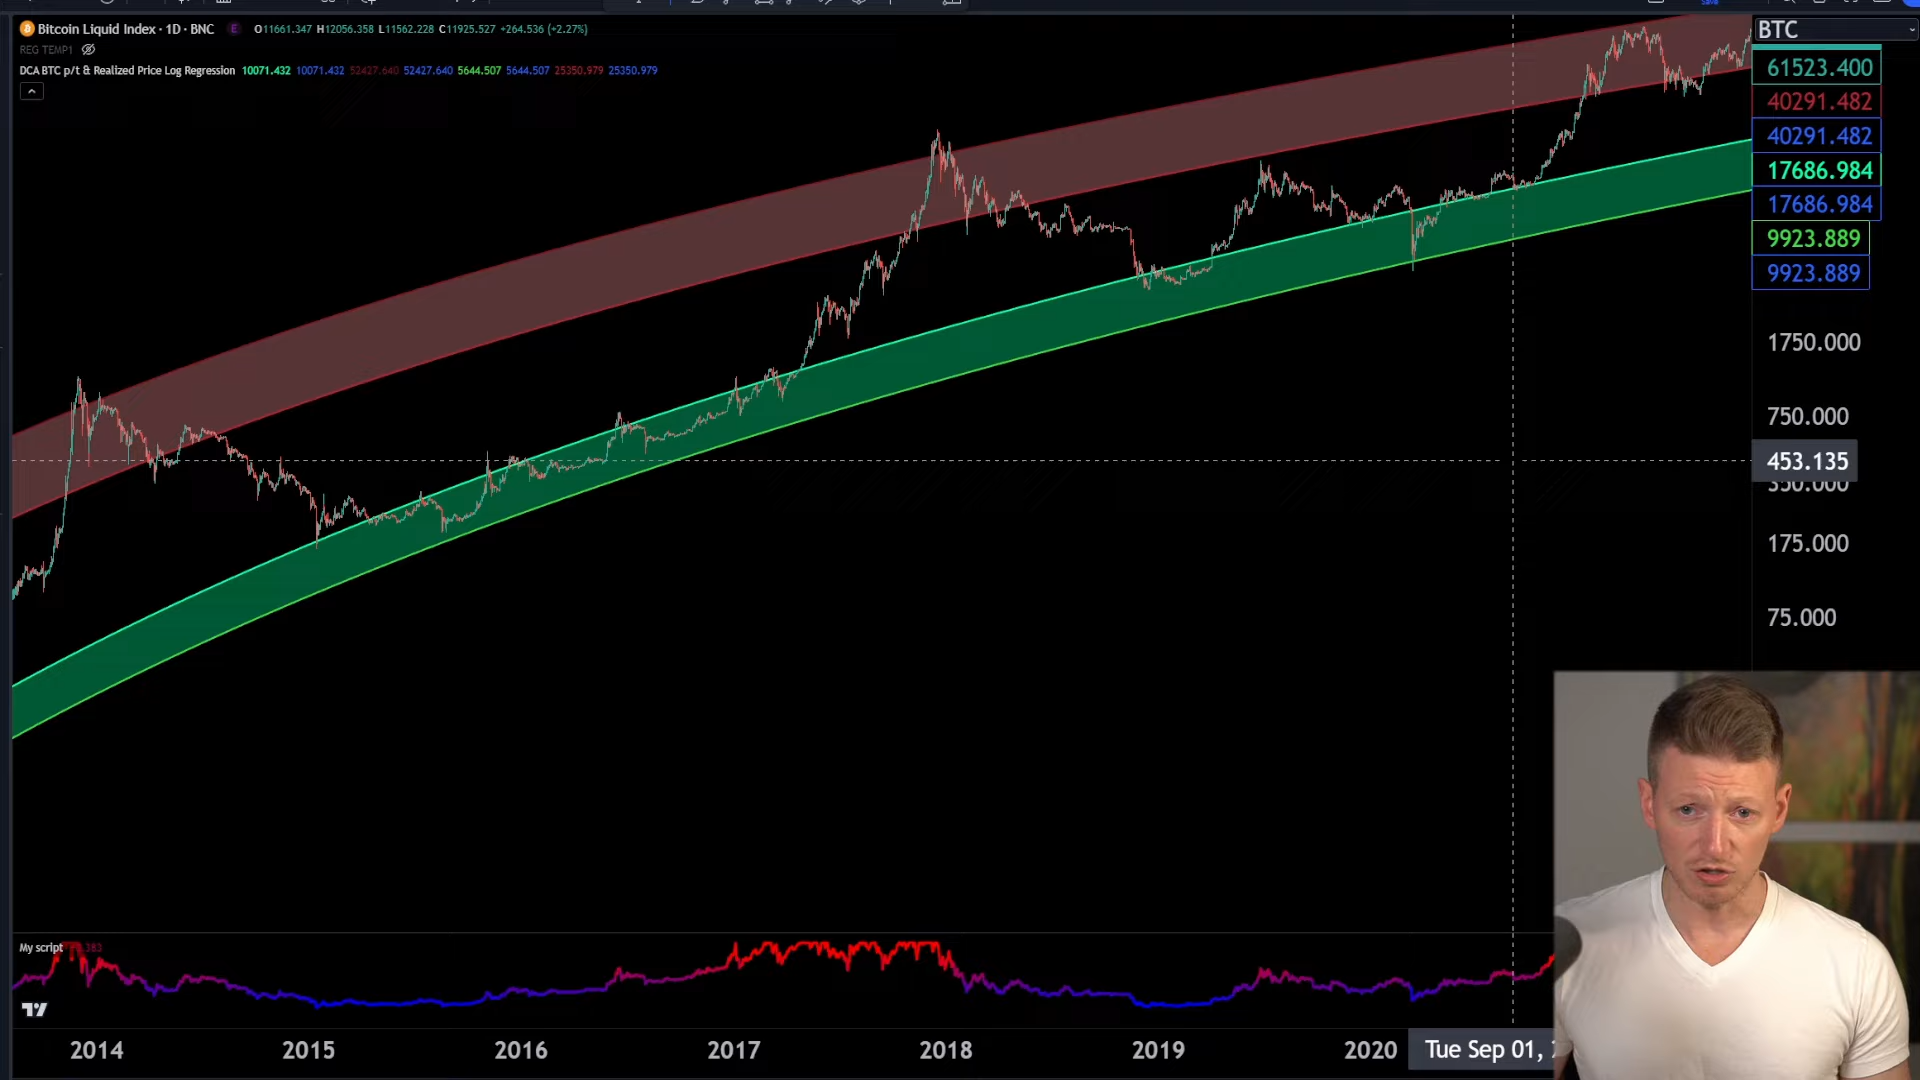 Bitcoin Liquid Index · 1D · BNC E O11661.347 H12056.358 L11562.228 C11925.527 +264.536 (+2.27%)
REG TEMP1
DCA BTC p/t & Realized Price Log Regression 10071.432 10071.432 52427.640 52427.640 5644.507 5644.507 25350.979 25350.979
BTC
61523.400
40291.482
40291.482
17686.984
17686.984
9923.889
9923.889
1750.000
750.000
453.135
350.000
175.000
75.000
My script
2014 2015 2016 2017 2018 2019 2020 Tue Sep 01,